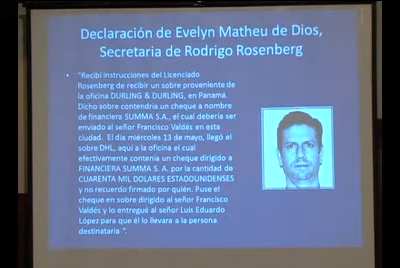 Declaración de Evelyn Matheu de Dios,
Secretaria de Rodrigo Rosenberg
• "Recibí instrucciones del Licenciado
Rosenberg de recibir un sobre proveniente de
la oficina DURLING & DURLING, en Panamá.
Dicho sobre contendría un cheque a nombre
de financiera SUMMA S.A., el cual debería ser
enviado al señor Francisco Valdés en esta
ciudad. El día miércoles 13 de mayo, llegó el
sobre DHL, aquí a la oficina el cual
efectivamente contenía un cheque dirigido a
FINANCIERA SUMMA S. A. por la cantidad de
CUARENTA MIL DOLARES ESTADOUNIDENSES
y no recuerdo firmado por quién. Puse el
cheque en sobre dirigido al señor Francisco
Valdés y lo entregué al señor Luis Eduardo
López para que él lo llevara a la persona
destinataria ".